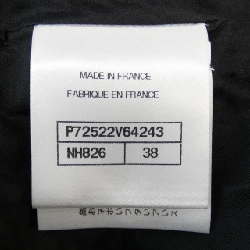 MADE IN FRANCE
FABRIQUE EN FRANCE
P72522V64243
NH826 38